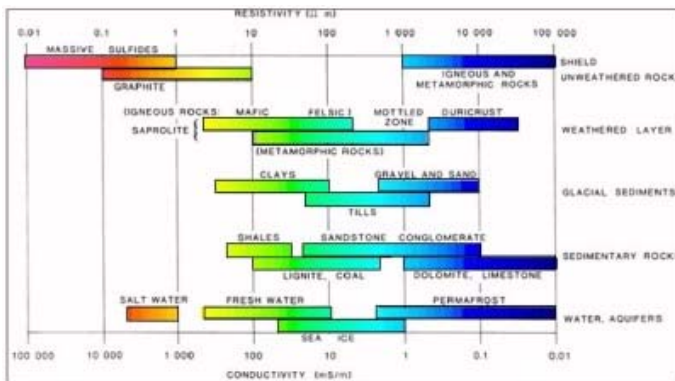 RESISTIVITY (Ω m)
0.01 0.1 1 10 100 1 000 10 000 100 000
MASSIVE SULFIDES
SHIELD
UNWEATHERED ROCK
IGNEOUS AND
METAMORPHIC ROCKS
GRAPHITE
(IGNEOUS ROCKS: MAFIC FELSIC) MOTTLED ZONE DURICRUST
SAPROLITE
WEATHERED LAYER
(METAMORPHIC ROCKS)
CLAYS GRAVEL AND SAND
GLACIAL SEDIMENTS
TILLS
SHALES SANDSTONE CONGLOMERATE
SEDIMENTARY ROCK
LIGNITE, COAL DOLOMITE, LIMESTONE
SALT WATER FRESH WATER PERMAFROST
WATER, AQUIFERS
SEA ICE
100 000 10 000 1 000 100 10 1 0.1 0.01
CONDUCTIVITY (mS/m)